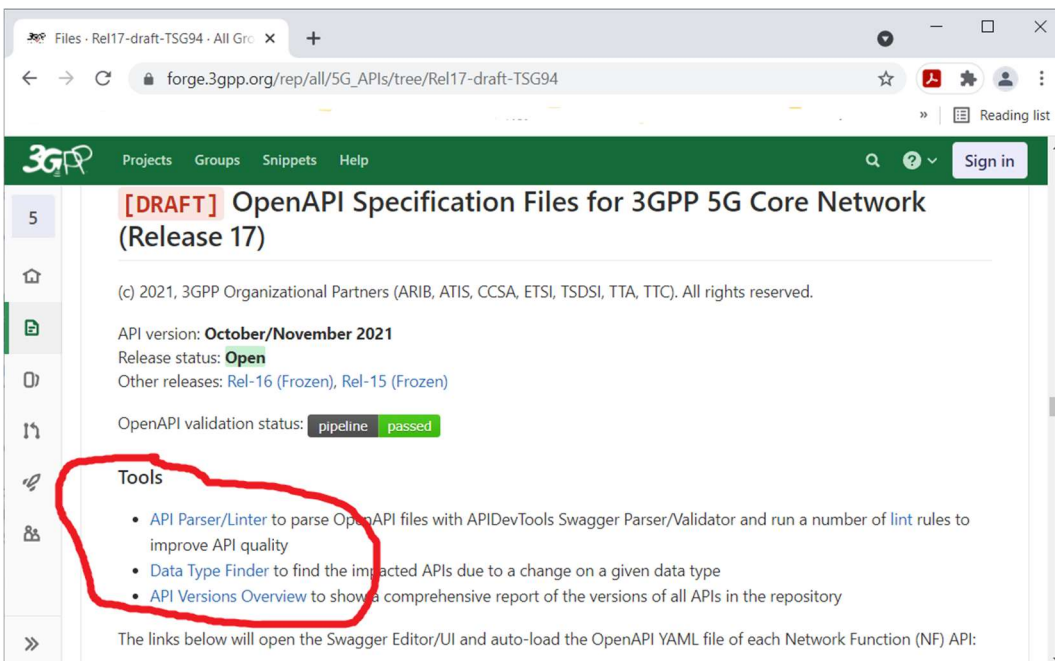 Files · Rel17-draft-TSG94 · All Gro
forge.3gpp.org/rep/all/5G_APIs/tree/Rel17-draft-TSG94
» Reading list
3GPP Projects Groups Snippets Help Sign in
5
[DRAFT] OpenAPI Specification Files for 3GPP 5G Core Network
(Release 17)
(c) 2021, 3GPP Organizational Partners (ARIB, ATIS, CCSA, ETSI, TSDSI, TTA, TTC). All rights reserved.
API version: October/November 2021
Release status: Open
Other releases: Rel-16 (Frozen), Rel-15 (Frozen)
OpenAPI validation status: pipeline passed
Tools
• API Parser/Linter to parse OpenAPI files with APIDevTools Swagger Parser/Validator and run a number of lint rules to
improve API quality
• Data Type Finder to find the impacted APIs due to a change on a given data type
• API Versions Overview to show a comprehensive report of the versions of all APIs in the repository
The links below will open the Swagger Editor/UI and auto-load the OpenAPI YAML file of each Network Function (NF) API: